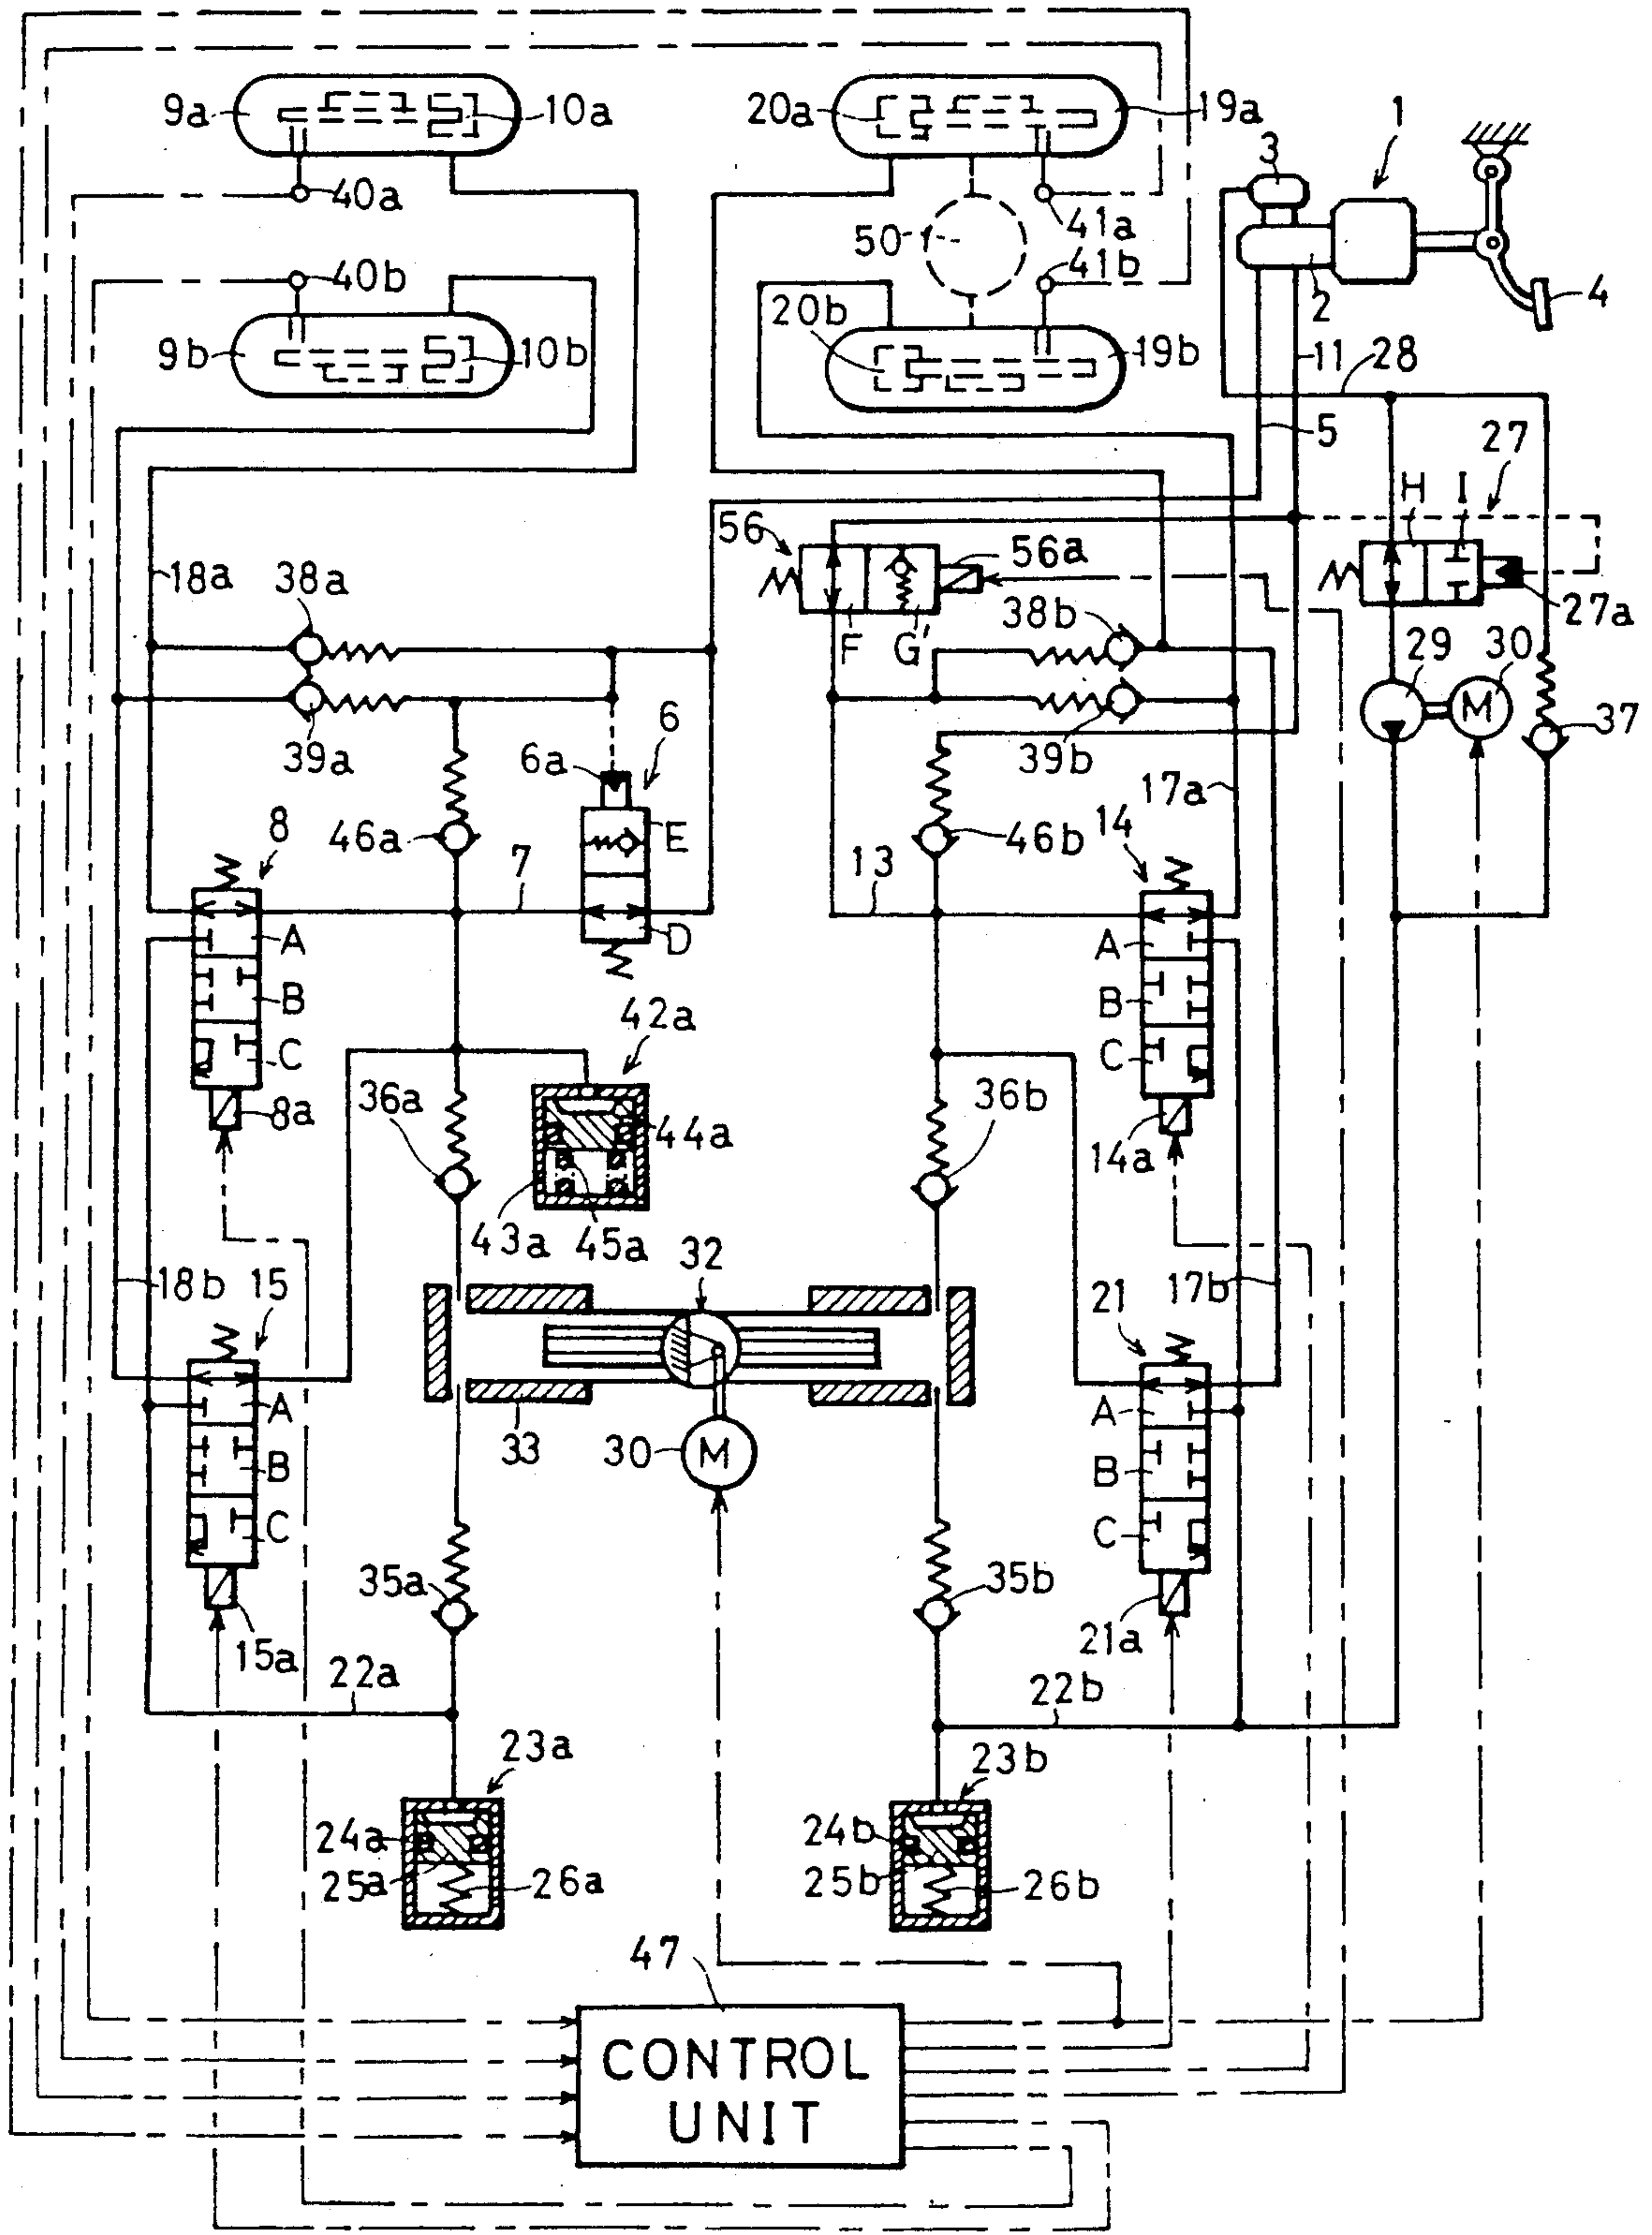 9a 10a 20a 19a 1
3
40a 50 41a
40b 41b 2 4
9b 10b 20b 19b 11 28
5 27
H I
56 56a
18a 38a 38b 27a
F G' 29 30
M
39a 6 39b 37
6a 17a
8 46a E 46b 14
7 13
A D A
B B
42a
C C
8a 36a 44a 36b 14a
43a 45a 32
18b 15 21 17b
A A
33 30 M
B B
C C
35a 35b
15a 21a
22a 22b
23a 23b
24a 24b
25a 26a 25b 26b
47
CONTROL
UNIT